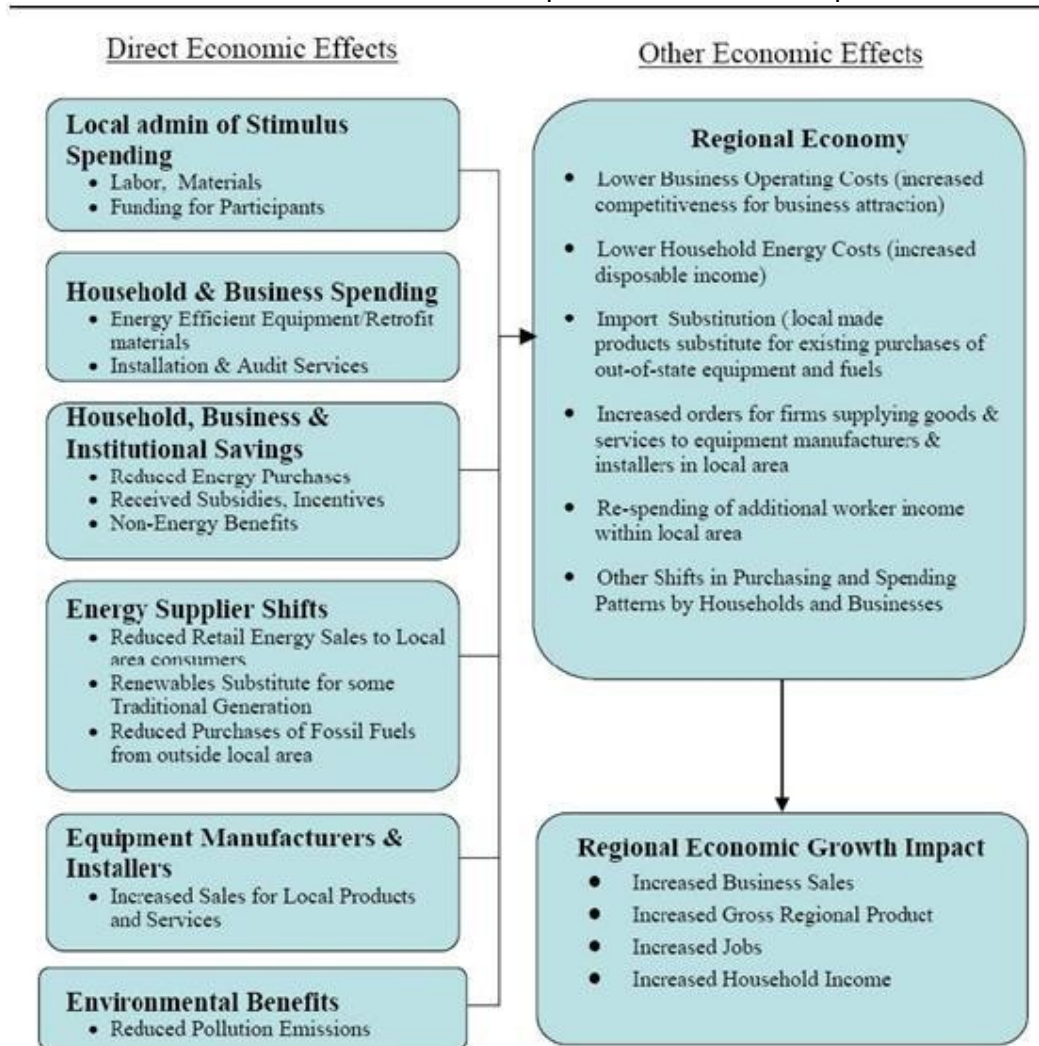 Direct Economic Effects
Local admin of Stimulus
Spending
• Labor, Materials
• Funding for Participants
Household & Business Spending
• Energy Efficient Equipment/Retrofit
materials
• Installation & Audit Services
Household, Business &
Institutional Savings
• Reduced Energy Purchases
• Received Subsidies, Incentives
• Non-Energy Benefits
Energy Supplier Shifts
• Reduced Retail Energy Sales to Local
area consumers
• Renewables Substitute for some
Traditional Generation
• Reduced Purchases of Fossil Fuels
from outside local area
Equipment Manufacturers &
Installers
• Increased Sales for Local Products
and Services
Environmental Benefits
• Reduced Pollution Emissions
Other Economic Effects
Regional Economy
• Lower Business Operating Costs (increased
competitiveness for business attraction)
• Lower Household Energy Costs (increased
disposable income)
• Import Substitution (local made
products substitute for existing purchases of
out-of-state equipment and fuels
• Increased orders for firms supplying goods &
services to equipment manufacturers &
installers in local area
• Re-spending of additional worker income
within local area
• Other Shifts in Purchasing and Spending
Patterns by Households and Businesses
Regional Economic Growth Impact
• Increased Business Sales
• Increased Gross Regional Product
• Increased Jobs
• Increased Household Income